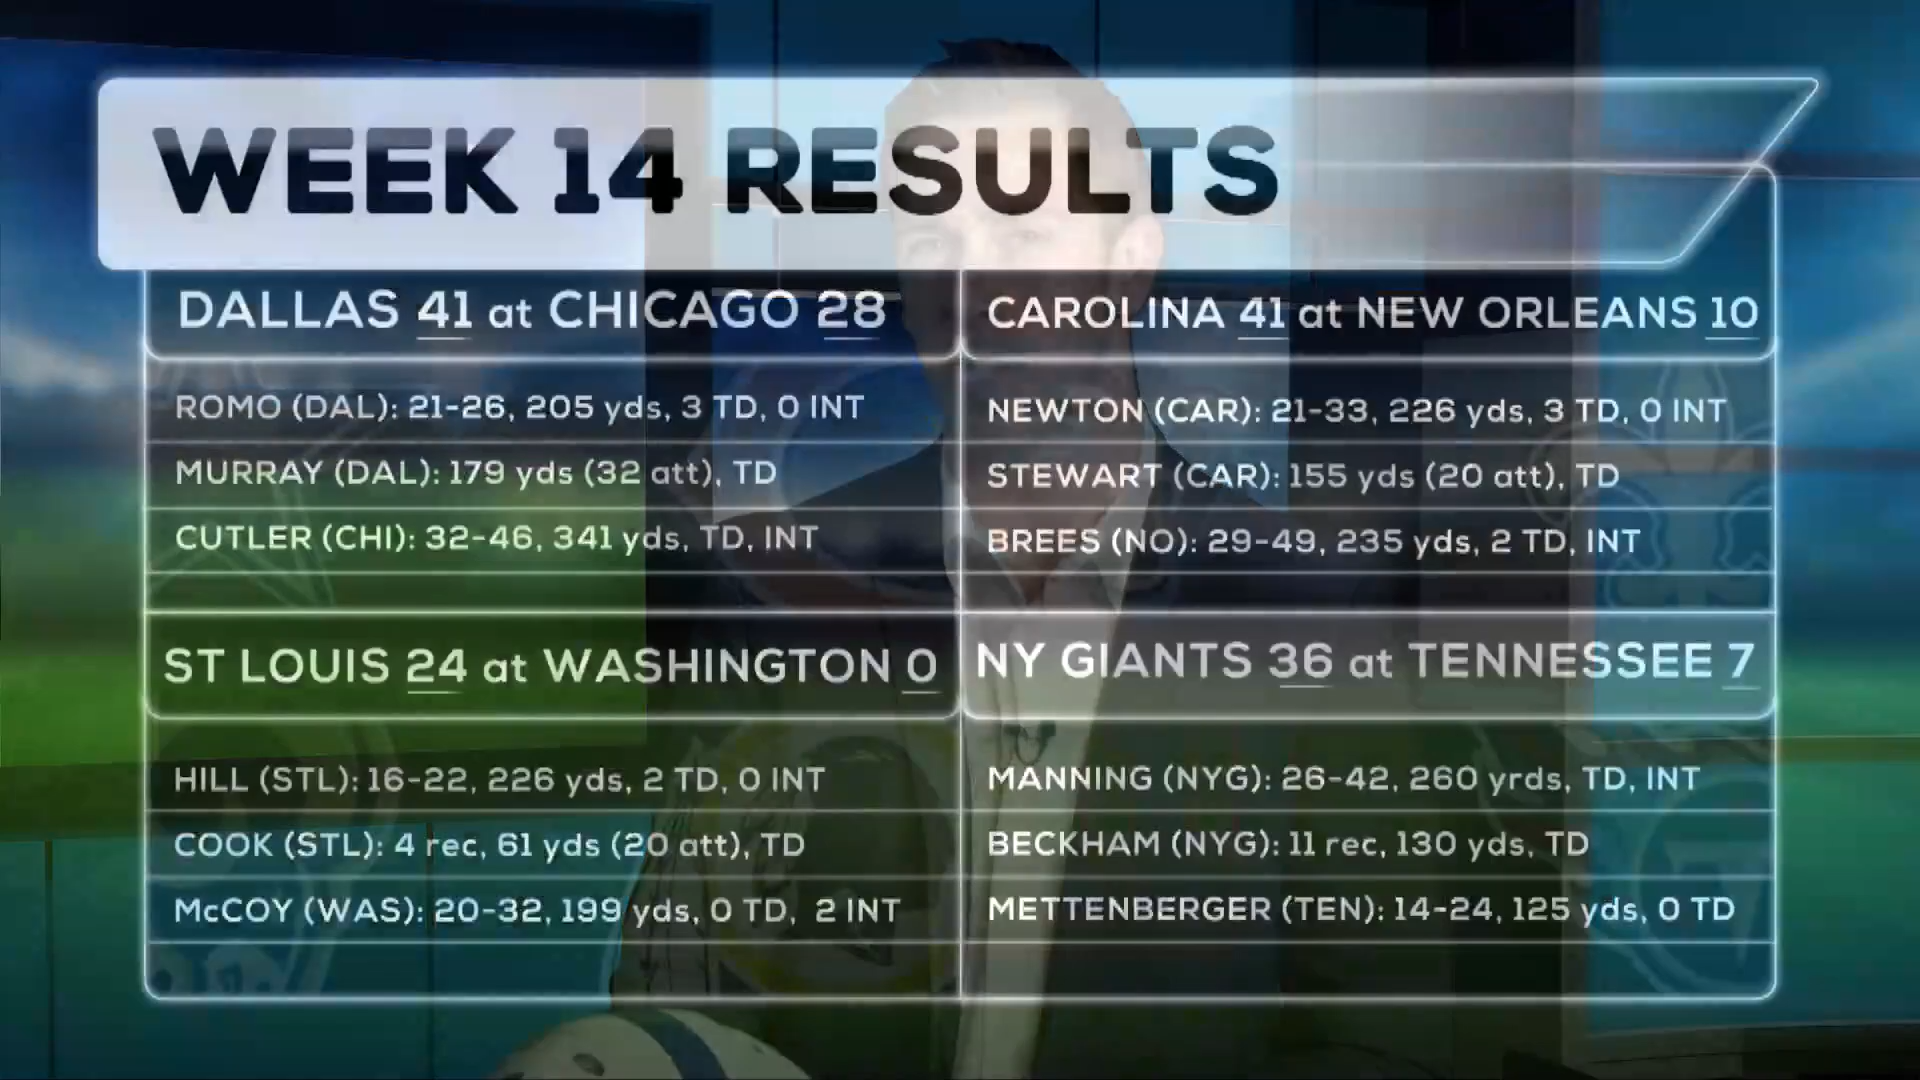 WEEK 14 RESULTS
DALLAS 41 at CHICAGO 28
ROMO (DAL): 21-26, 205 yds, 3 TD, 0 INT
MURRAY (DAL): 179 yds (32 att), TD
CUTLER (CHI): 32-46, 341 yds, TD, INT
CAROLINA 41 at NEW ORLEANS 10
NEWTON (CAR): 21-33, 226 yds, 3 TD, 0 INT
STEWART (CAR): 155 yds (20 att), TD
BREES (NO): 29-49, 235 yds, 2 TD, INT
ST LOUIS 24 at WASHINGTON 0
HILL (STL): 16-22, 226 yds, 2 TD, 0 INT
COOK (STL): 4 rec, 61 yds (20 att), TD
McCOY (WAS): 20-32, 199 yds, 0 TD, 2 INT
NY GIANTS 36 at TENNESSEE 7
MANNING (NYG): 26-42, 260 yrds, TD, INT
BECKHAM (NYG): 11 rec, 130 yds, TD
METTENBERGER (TEN): 14-24, 125 yds, 0 TD